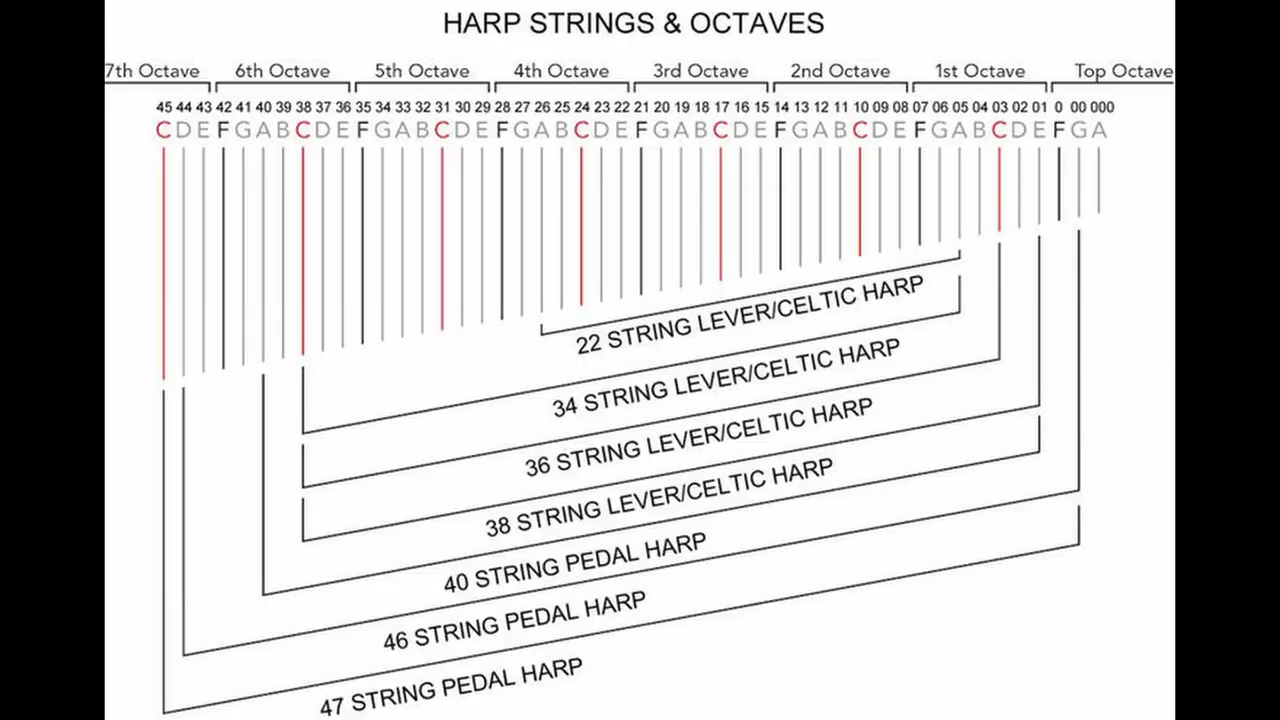 HARP STRINGS & OCTAVES
7th Octave 6th Octave 5th Octave 4th Octave 3rd Octave 2nd Octave 1st Octave Top Octave
45 44 43 42 41 40 39 38 37 36 35 34 33 32 31 30 29 28 27 26 25 24 23 22 21 20 19 18 17 16 15 14 13 12 11 10 09 08 07 06 05 04 03 02 01 0 00 000
C D E F G A B C D E F G A B C D E F G A B C D E F G A B C D E F G A B C D E F G A B C D E F G A
22 STRING LEVER/CELTIC HARP
34 STRING LEVER/CELTIC HARP
36 STRING LEVER/CELTIC HARP
38 STRING LEVER/CELTIC HARP
40 STRING PEDAL HARP
46 STRING PEDAL HARP
47 STRING PEDAL HARP